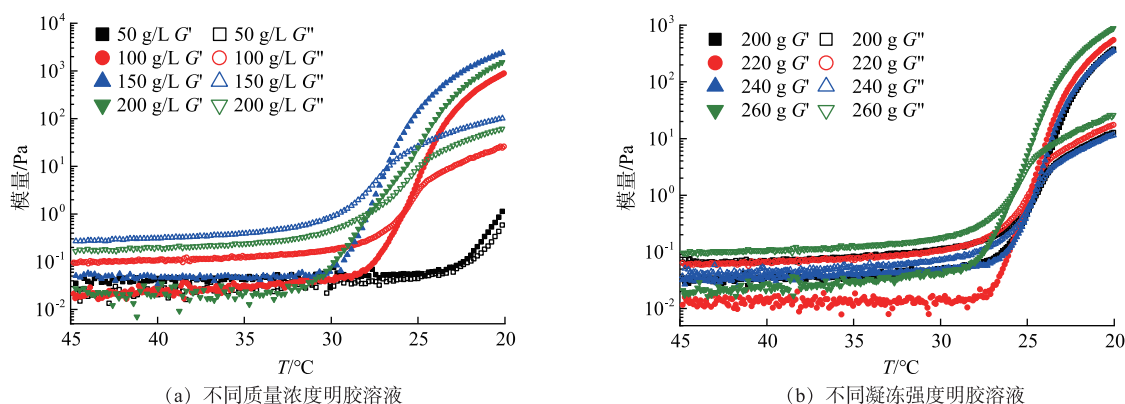 10⁴
10³
10²
10¹
10⁰
10⁻¹
10⁻²
模量/Pa
50 g/L G' 50 g/L G''
100 g/L G' 100 g/L G''
150 g/L G' 150 g/L G''
200 g/L G' 200 g/L G''
45 40 35 30 25 20
T/°C
(a) 不同质量浓度明胶溶液
10³
10²
10¹
10⁰
10⁻¹
10⁻²
模量/Pa
200 g G' 200 g G''
220 g G' 220 g G''
240 g G' 240 g G''
260 g G' 260 g G''
45 40 35 30 25 20
T/°C
(b) 不同凝冻强度明胶溶液